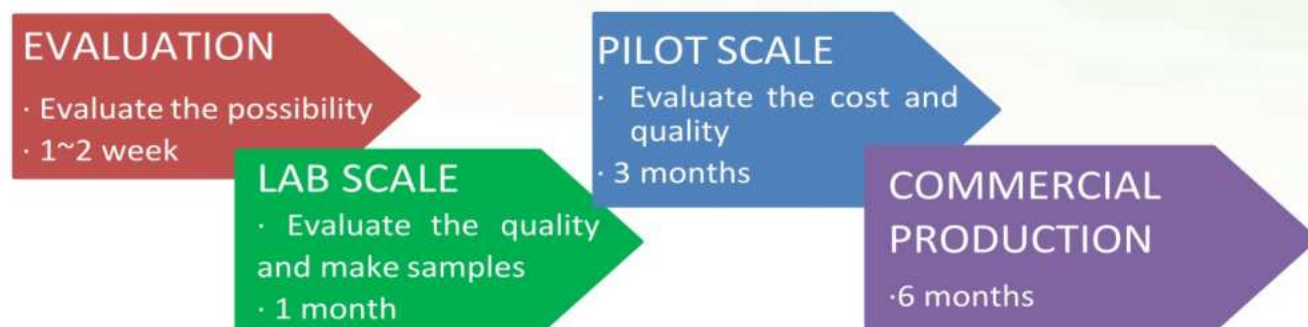 EVALUATION
· Evaluate the possibility
· 1~2 week
LAB SCALE
· Evaluate the quality
and make samples
· 1 month
PILOT SCALE
· Evaluate the cost and
quality
· 3 months
COMMERCIAL
PRODUCTION
·6 months